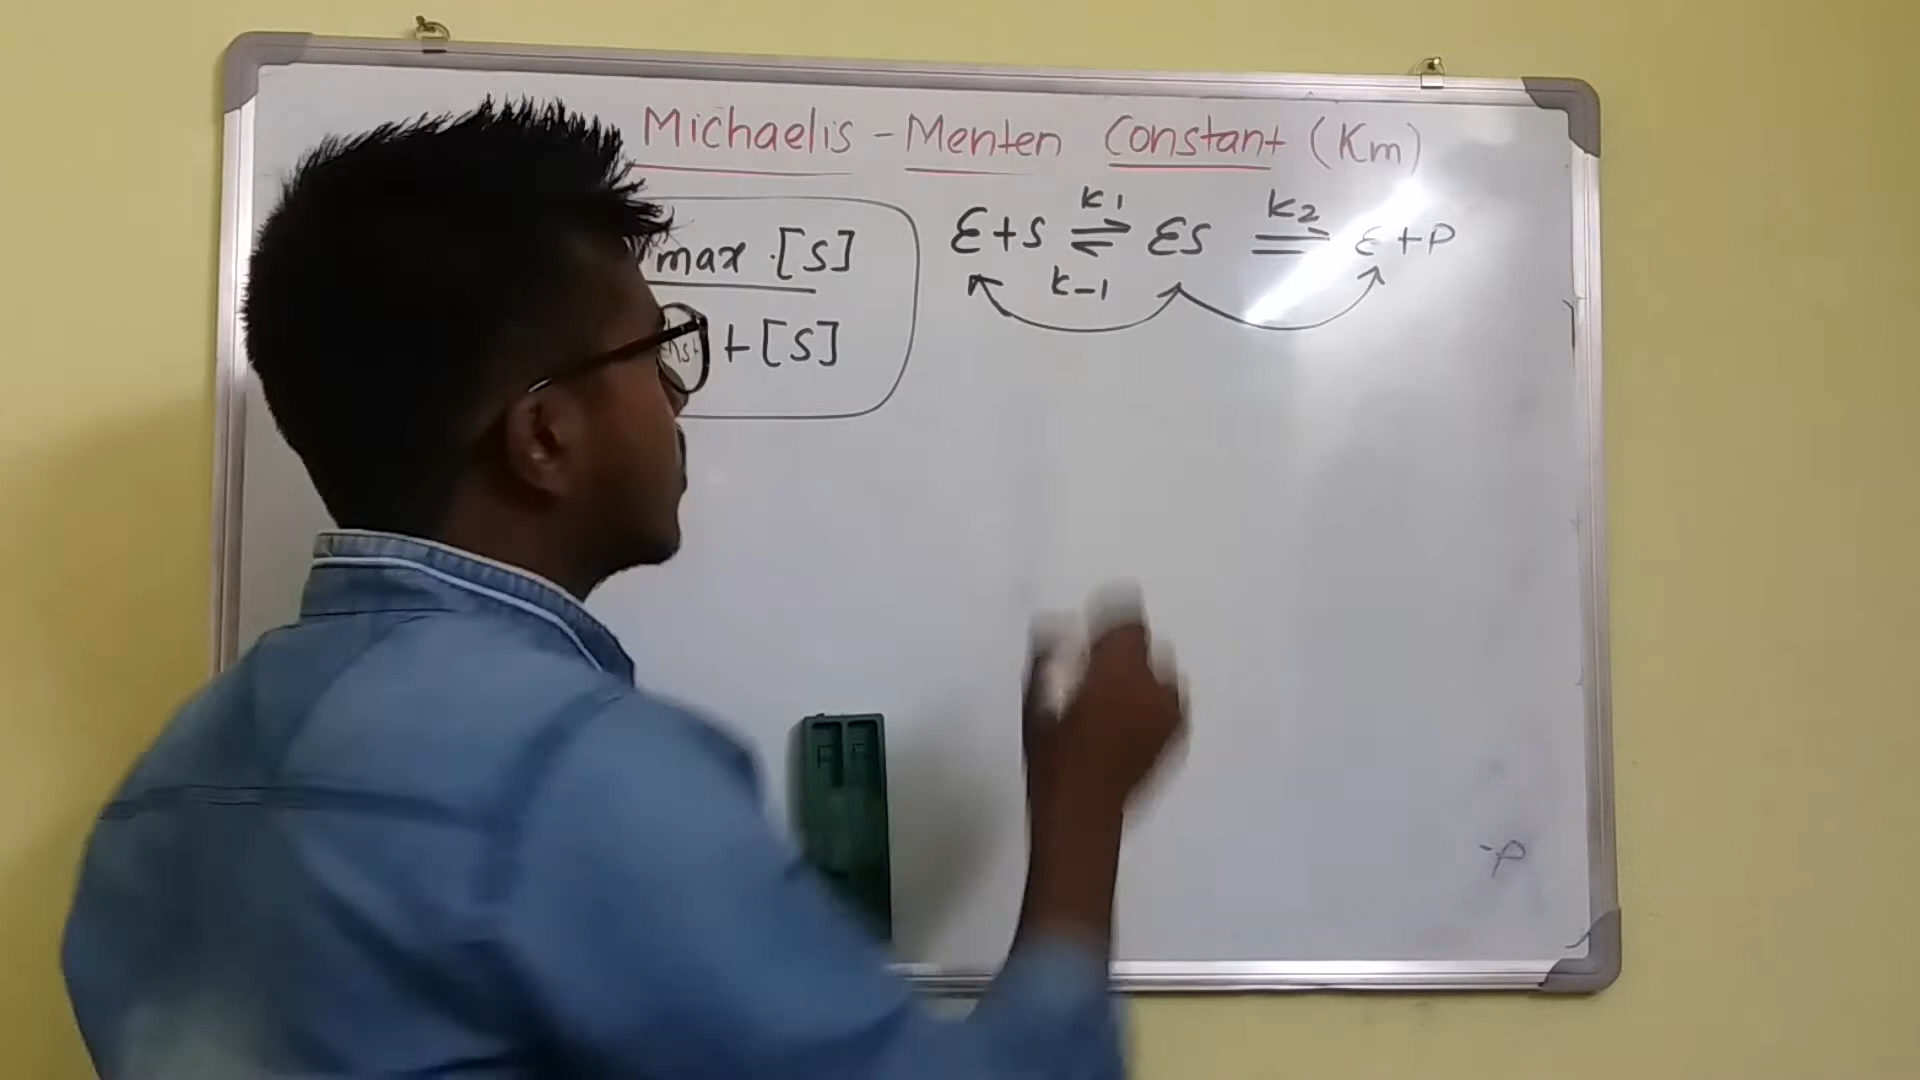 Michaelis - Menten Constant (Km)
max . [S]
+ [S]
E+S ⇌ ES = E+P
K1
K2
K-1
P